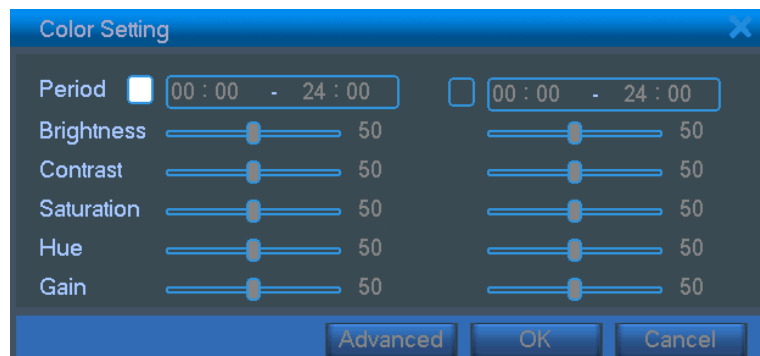 Color Setting
Period 00 : 00 - 24 : 00 00 : 00 - 24 : 00
Brightness 50 50
Contrast 50 50
Saturation 50 50
Hue 50 50
Gain 50 50
Advanced OK Cancel